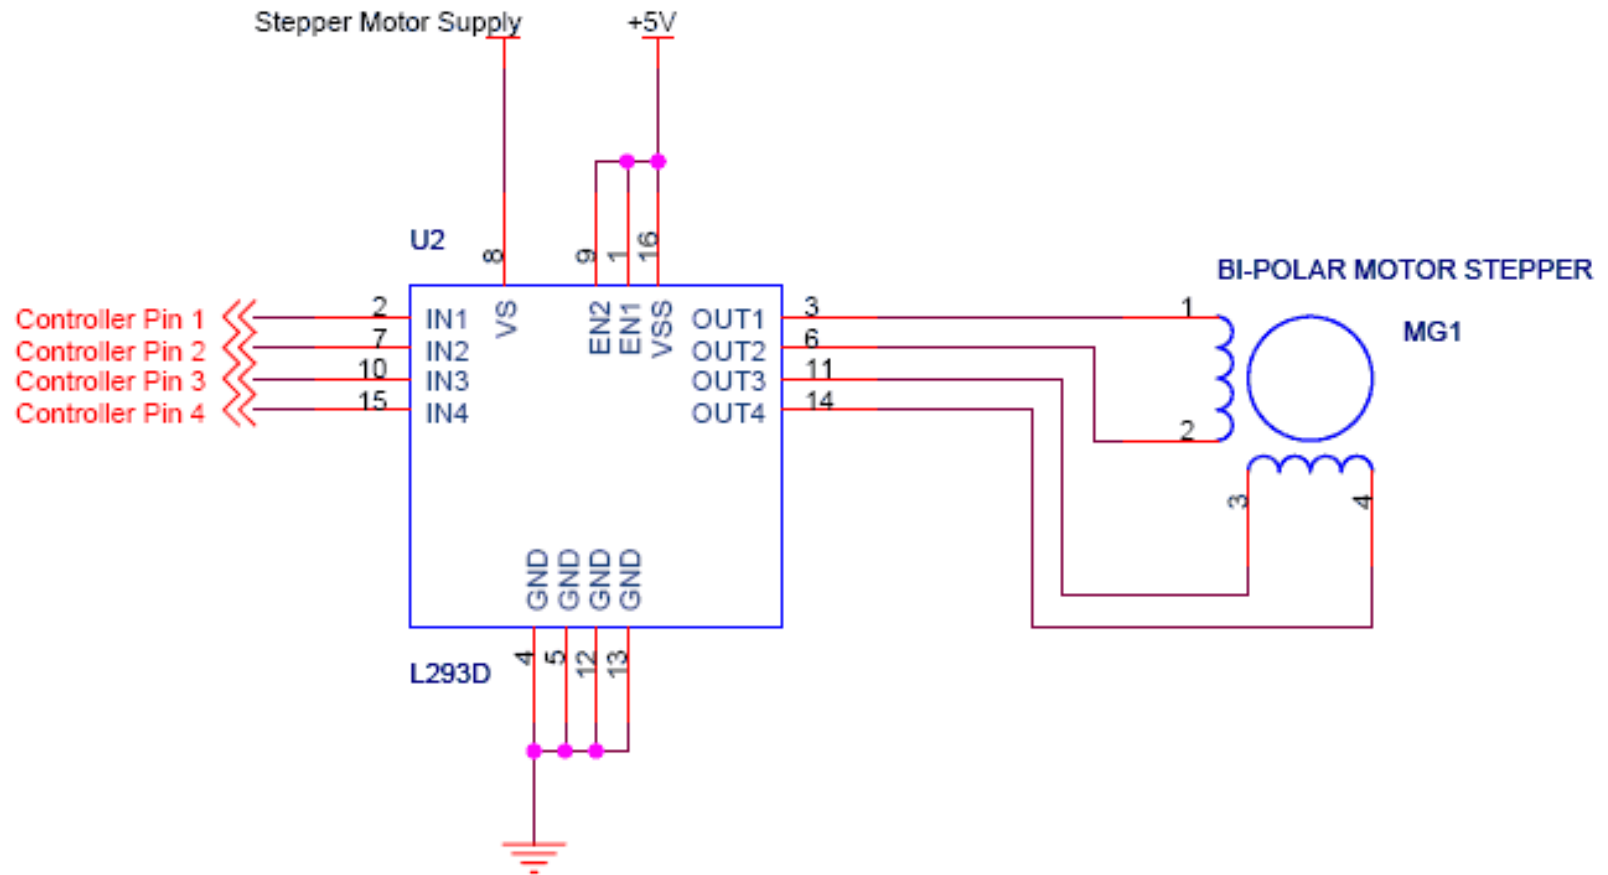 Stepper Motor Supply
+5V
U2
8
9
1
16
BI-POLAR MOTOR STEPPER
MG1
Controller Pin 1
Controller Pin 2
Controller Pin 3
Controller Pin 4
2
7
10
15
IN1
IN2
IN3
IN4
VS
EN2
EN1
VSS
OUT1
OUT2
OUT3
OUT4
3
6
11
14
1
2
3
4
GND
GND
GND
GND
4
5
12
13
L293D